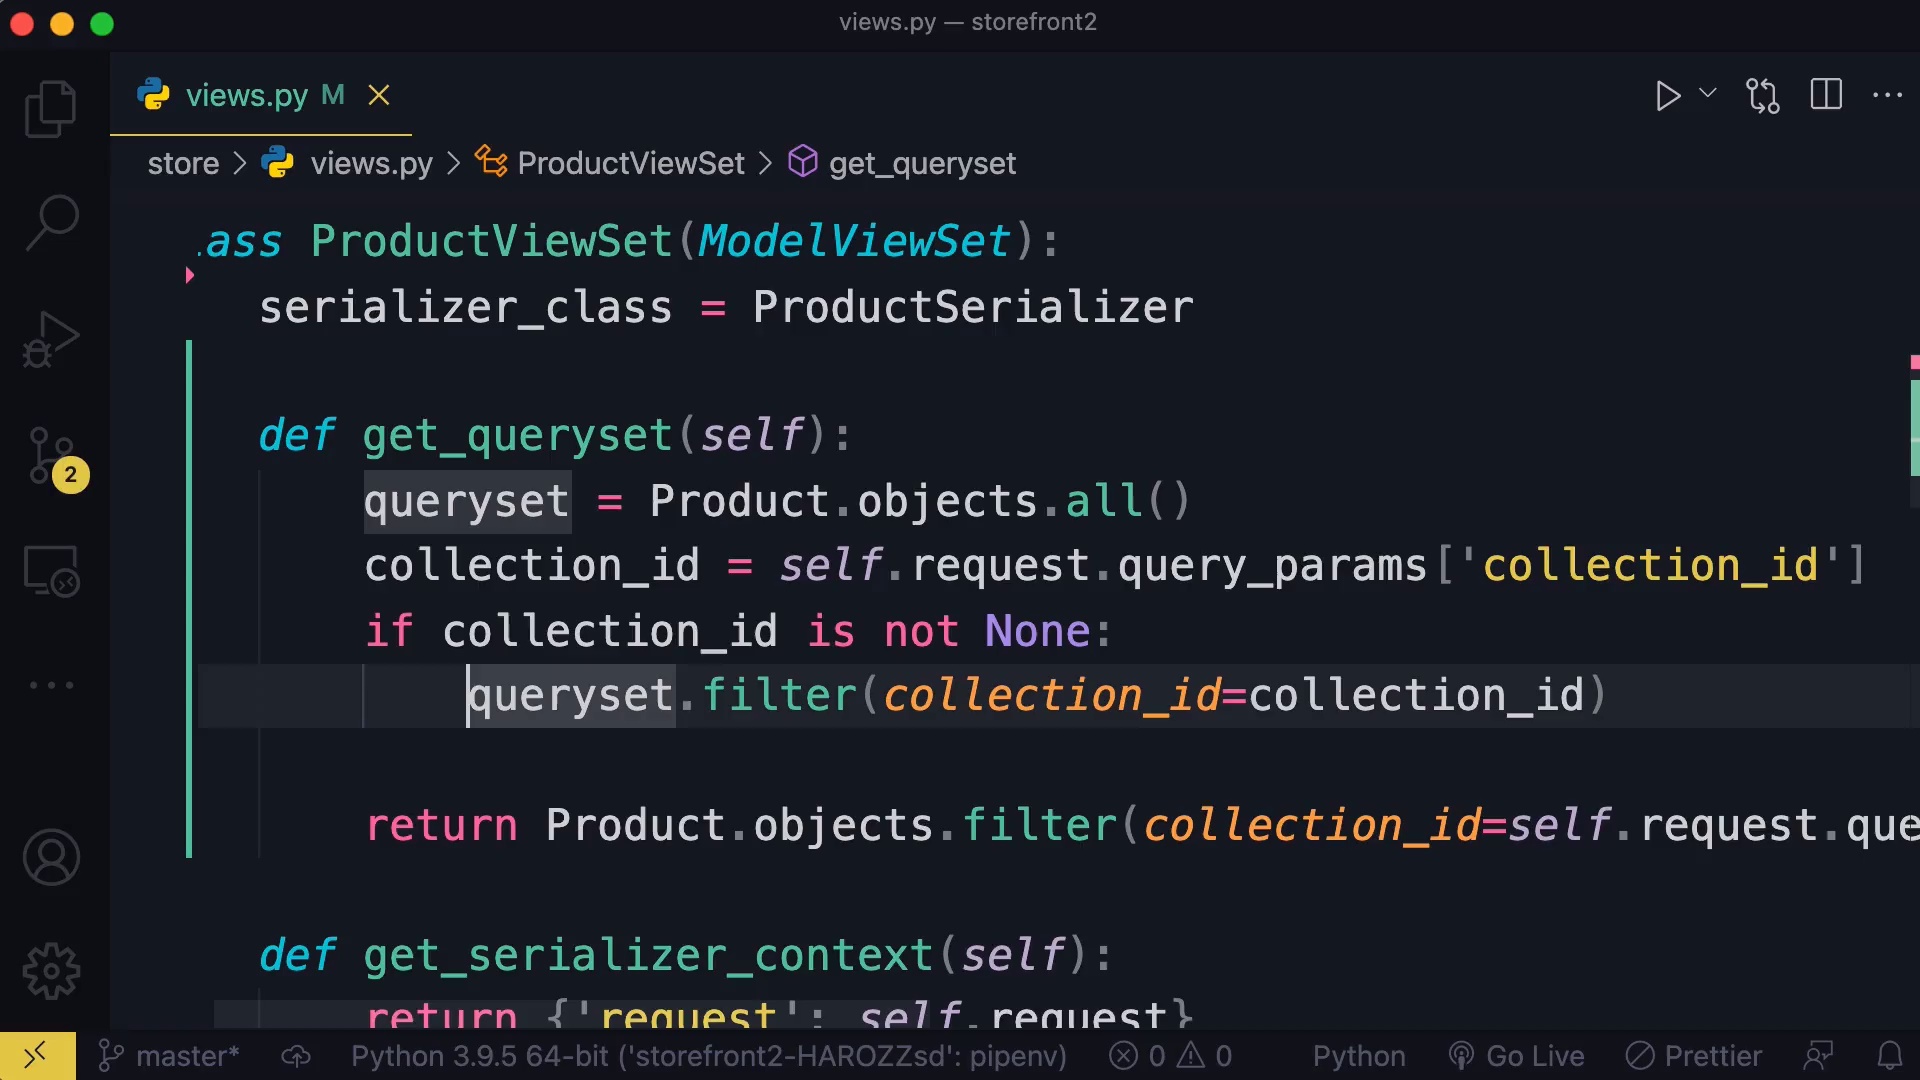 views.py — storefront2
views.py M
store > views.py > ProductViewSet > get_queryset
ass ProductViewSet(ModelViewSet):
serializer_class = ProductSerializer
def get_queryset(self):
queryset = Product.objects.all()
collection_id = self.request.query_params['collection_id']
if collection_id is not None:
queryset.filter(collection_id=collection_id)
return Product.objects.filter(collection_id=self.request.que
def get_serializer_context(self):
return {'request': self.request}
2
master* Python 3.9.5 64-bit ('storefront2-HAROZZsd': pipenv) 0 0 Python Go Live Prettier